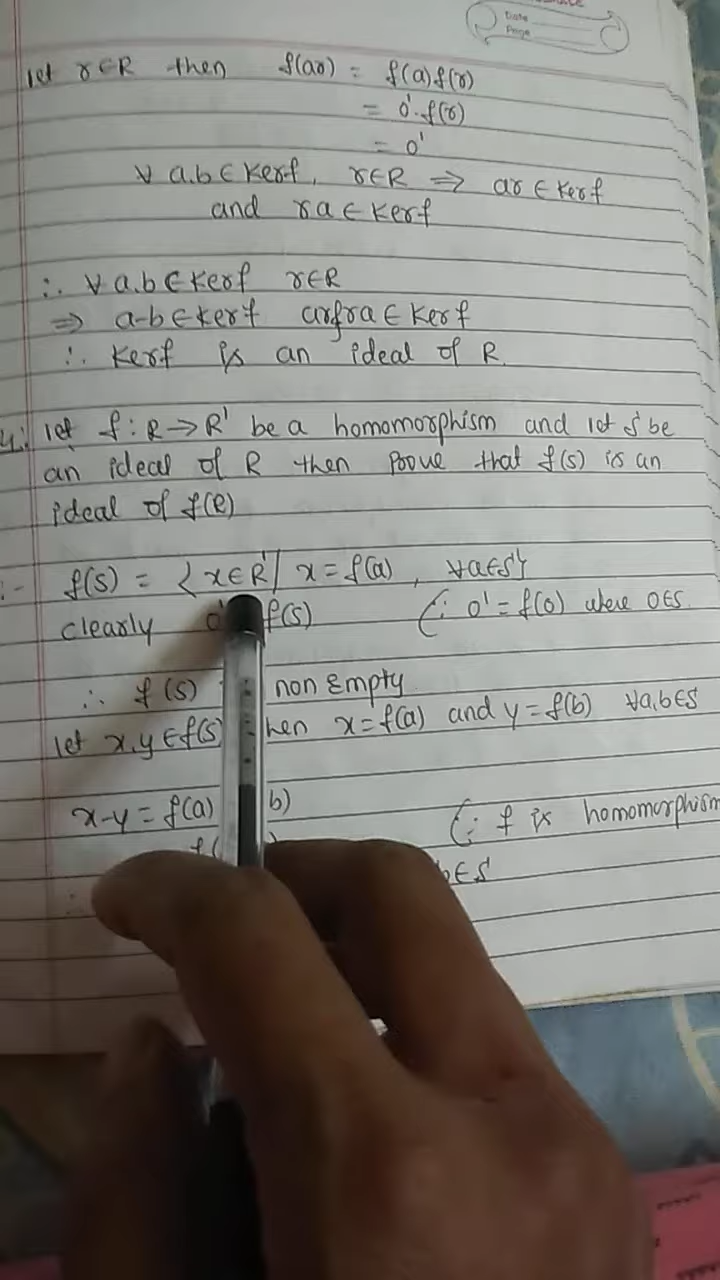 Date
Page
let r∈R then f(ar) = f(a)f(r)
= 0'.f(r)
= 0'
∀ a,b ∈ Kerf, r∈R ⇒ ar ∈ Kerf
and ra ∈ Kerf
∴ ∀ a,b ∈ Kerf r∈R
⇒ a-b ∈ Kerf ar,ra ∈ Kerf
∴ Kerf is an ideal of R.
4: let f: R → R' be a homomorphism and let S be
an ideal of R then prove that f(S) is an
ideal of f(R)
:- f(S) = {x∈R' / x = f(a), ∀a∈S}
clearly 0' f(S) (∵ 0' = f(0) where 0∈S
∴ f(S) non Empty
let x,y ∈ f(S) then x = f(a) and y = f(b) ∀a,b∈S
x-y = f(a) b) (∵ f is homomorphism
f(
b∈S